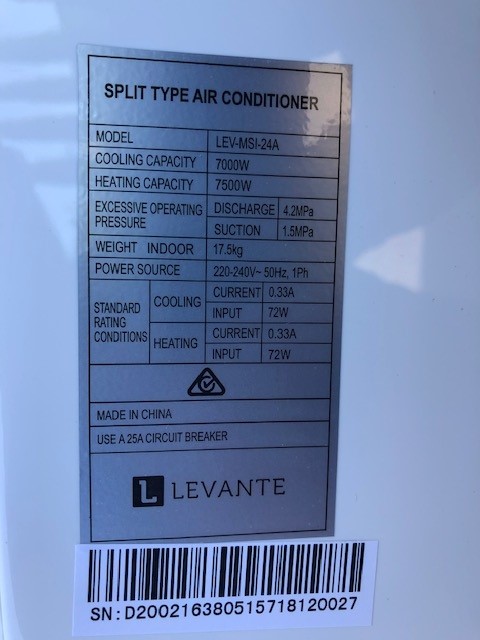 SPLIT TYPE AIR CONDITIONER
MODEL LEV-MSI-24A
COOLING CAPACITY 7000W
HEATING CAPACITY 7500W
EXCESSIVE OPERATING PRESSURE DISCHARGE 4.2MPa
SUCTION 1.5MPa
WEIGHT INDOOR 17.5kg
POWER SOURCE 220-240V~ 50Hz, 1Ph
STANDARD RATING CONDITIONS COOLING CURRENT 0.33A
INPUT 72W
HEATING CURRENT 0.33A
INPUT 72W
MADE IN CHINA
USE A 25A CIRCUIT BREAKER
L LEVANTE
SN: D200216380515718120027